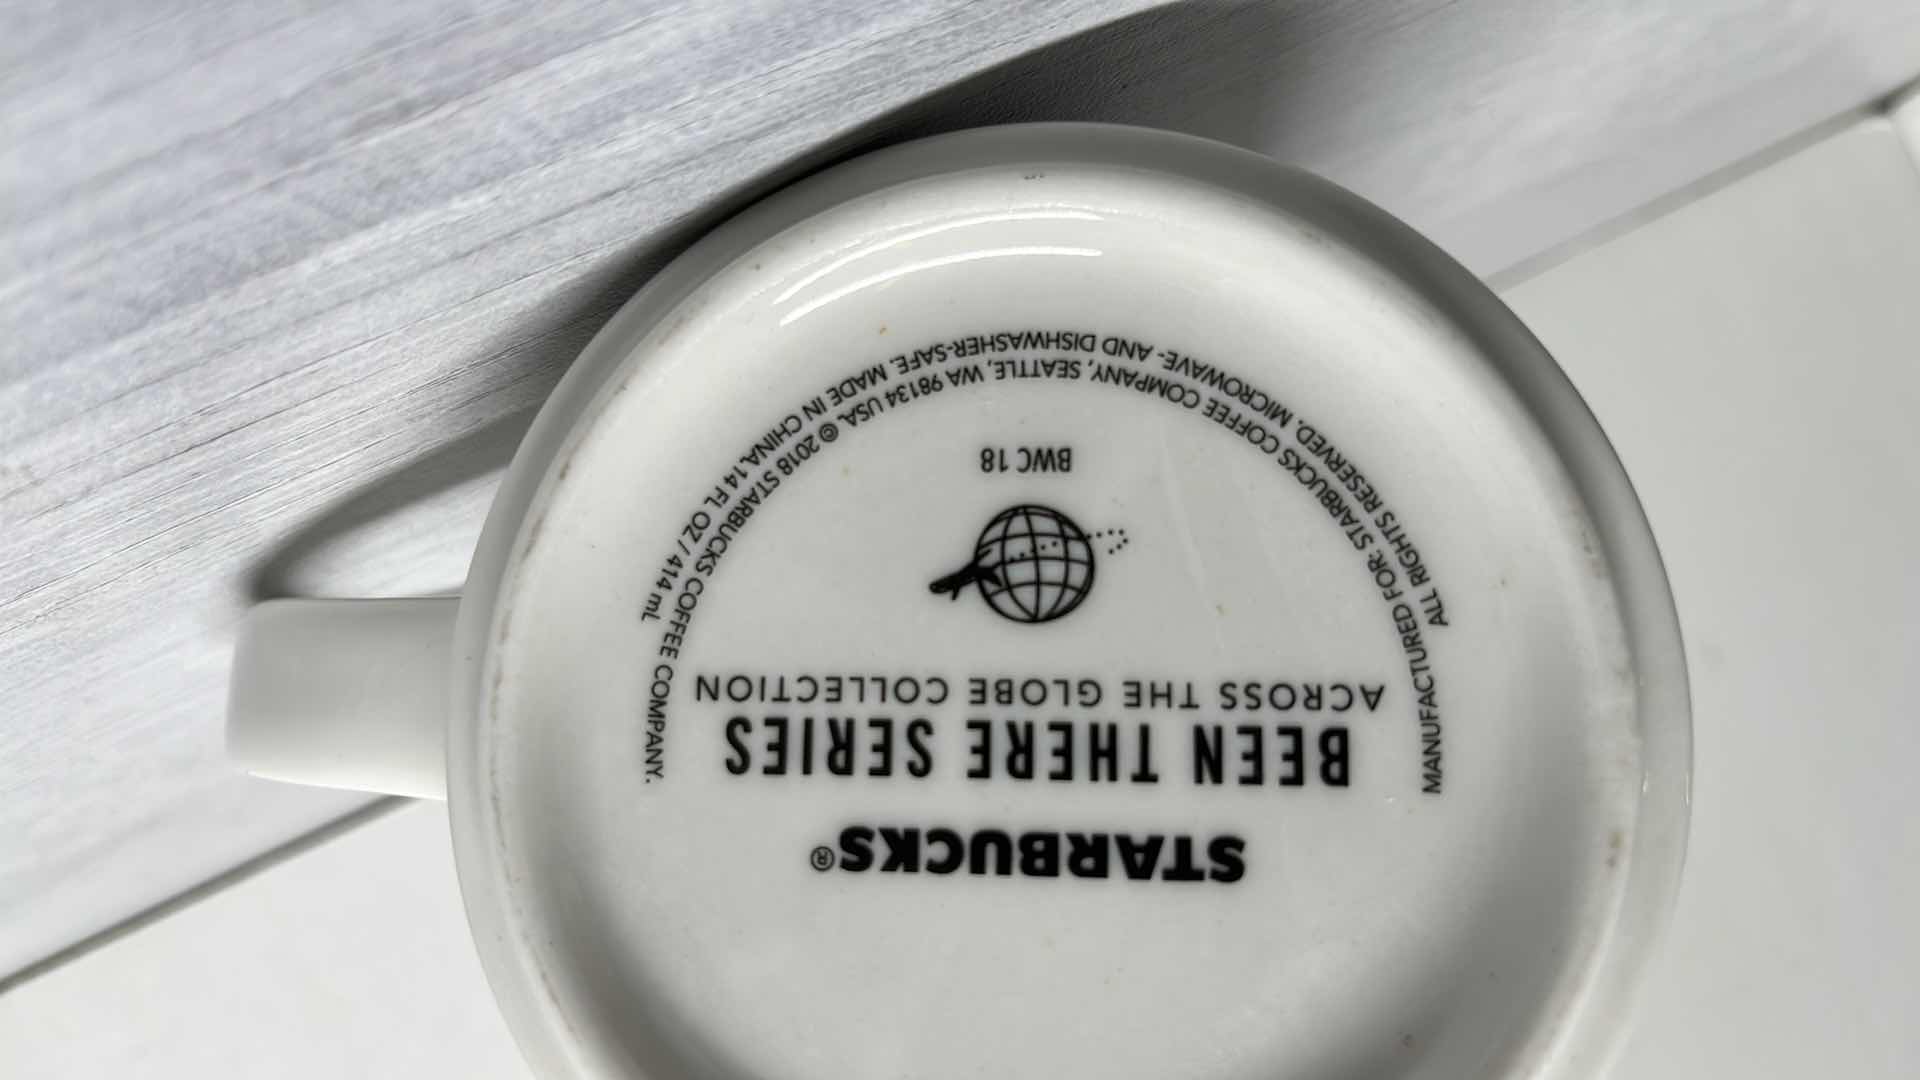 STARBUCKS®
BEEN THERE SERIES
ACROSS THE GLOBE COLLECTION
BWC 18
MANUFACTURED FOR: STARBUCKS COFFEE COMPANY, SEATTLE, WA 98134 USA. © 2018 STARBUCKS COFFEE COMPANY.
ALL RIGHTS RESERVED. MICROWAVE- AND DISHWASHER-SAFE. MADE IN CHINA. 14 FL OZ / 414 mL